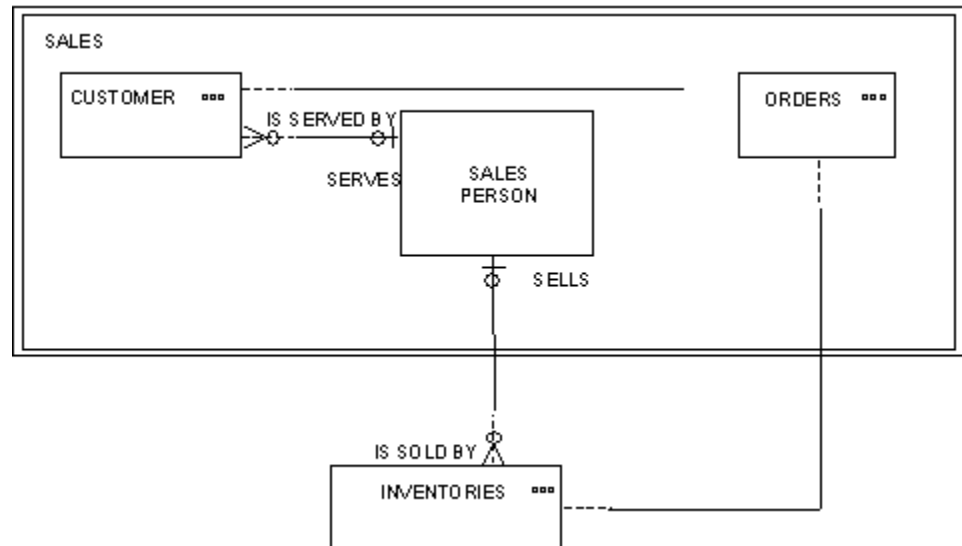 SALES
CUSTOMER
ORDERS
IS SERVED BY
SERVES
SALES
PERSON
SELLS
IS SOLD BY
INVENTORIES